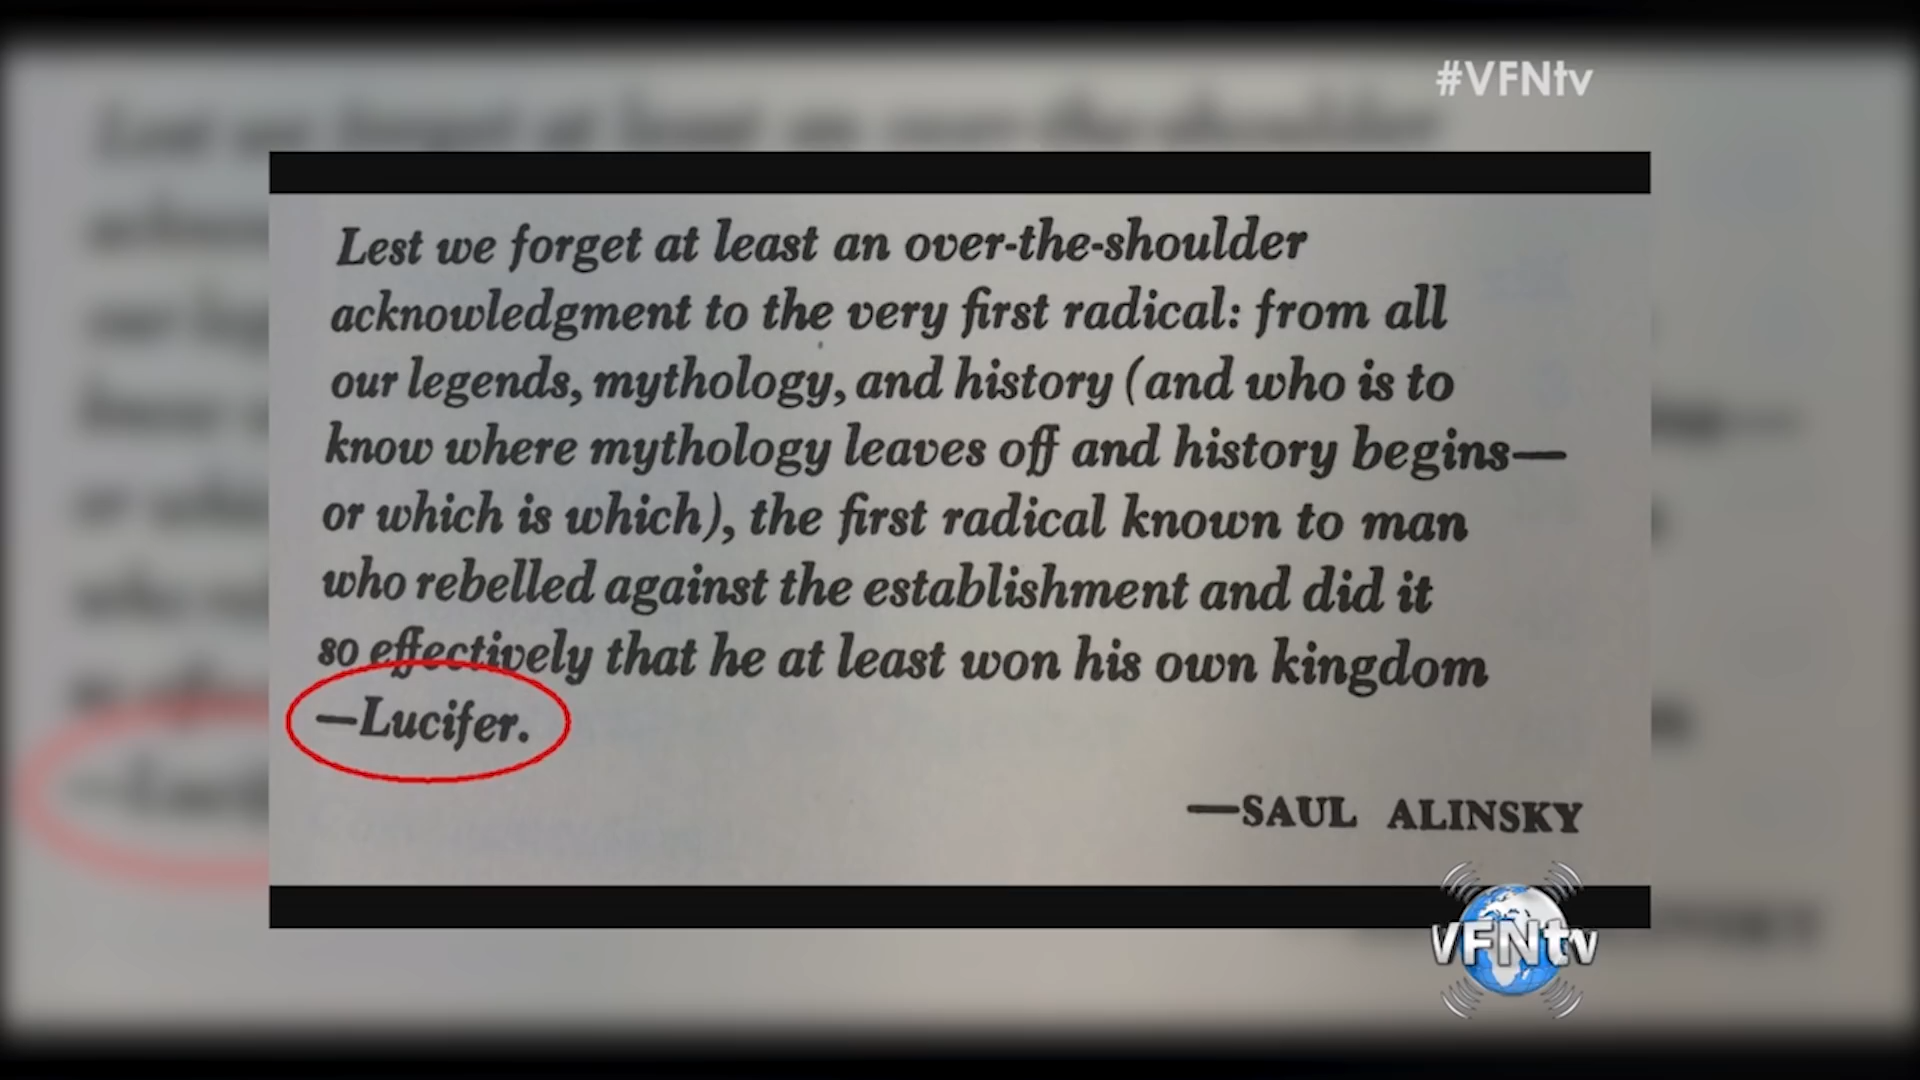 #VFNtv
Lest we forget at least an over-the-shoulder
acknowledgment to the very first radical: from all
our legends, mythology, and history (and who is to
know where mythology leaves off and history begins—
or which is which), the first radical known to man
who rebelled against the establishment and did it
so effectively that he at least won his own kingdom
—Lucifer.
—SAUL ALINSKY
VFNtv